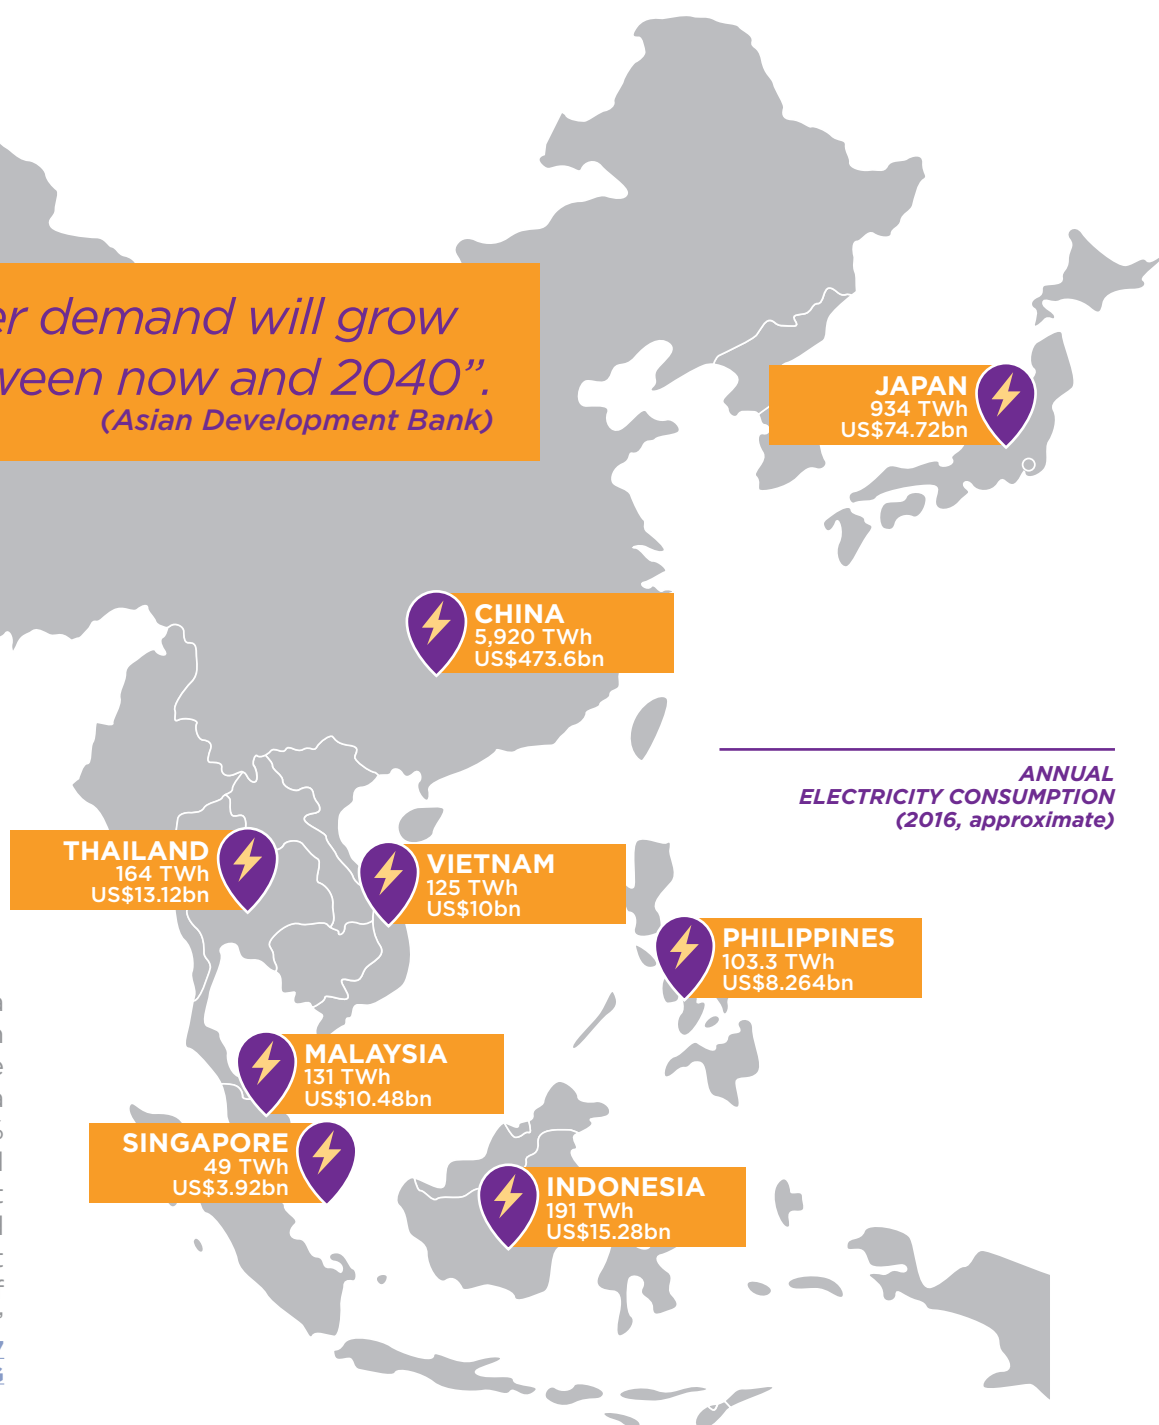 er demand will grow
ween now and 2040”.
(Asian Development Bank)
JAPAN
934 TWh
US$74.72bn
CHINA
5,920 TWh
US$473.6bn
ANNUAL
ELECTRICITY CONSUMPTION
(2016, approximate)
THAILAND
164 TWh
US$13.12bn
VIETNAM
125 TWh
US$10bn
PHILIPPINES
103.3 TWh
US$8.264bn
MALAYSIA
131 TWh
US$10.48bn
SINGAPORE
49 TWh
US$3.92bn
INDONESIA
191 TWh
US$15.28bn